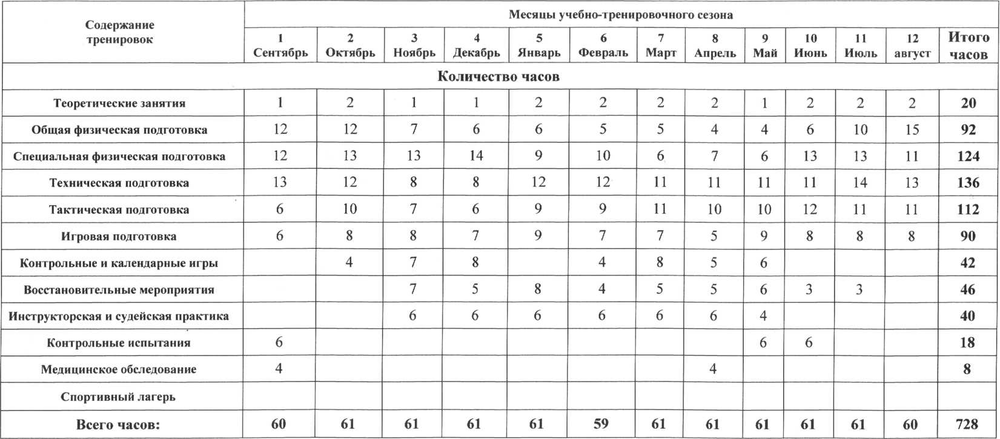 Содержание тренировок | Месяцы учебно-тренировочного сезона
1 Сентябрь | 2 Октябрь | 3 Ноябрь | 4 Декабрь | 5 Январь | 6 Февраль | 7 Март | 8 Апрель | 9 Май | 10 Июнь | 11 Июль | 12 август | Итого часов
Количество часов
Теоретические занятия | 1 | 2 | 1 | 1 | 2 | 2 | 2 | 2 | 1 | 2 | 2 | 2 | 20
Общая физическая подготовка | 12 | 12 | 7 | 6 | 6 | 5 | 5 | 4 | 4 | 6 | 10 | 15 | 92
Специальная физическая подготовка | 12 | 13 | 13 | 14 | 9 | 10 | 6 | 7 | 6 | 13 | 13 | 11 | 124
Техническая подготовка | 13 | 12 | 8 | 8 | 12 | 12 | 11 | 11 | 11 | 11 | 14 | 13 | 136
Тактическая подготовка | 6 | 10 | 7 | 6 | 9 | 9 | 11 | 10 | 10 | 12 | 11 | 11 | 112
Игровая подготовка | 6 | 8 | 8 | 7 | 9 | 7 | 7 | 5 | 9 | 8 | 8 | 8 | 90
Контрольные и календарные игры | | 4 | 7 | 8 | | 4 | 8 | 5 | 6 | | | | 42
Восстановительные мероприятия | | | 7 | 5 | 8 | 4 | 5 | 5 | 6 | 3 | 3 | | 46
Инструкторская и судейская практика | | | 6 | 6 | 6 | 6 | 6 | 6 | 4 | | | | 40
Контрольные испытания | 6 | | | | | | | | 6 | 6 | | | 18
Медицинское обследование | 4 | | | | | | | 4 | | | | | 8
Спортивный лагерь
Всего часов: | 60 | 61 | 61 | 61 | 61 | 59 | 61 | 61 | 61 | 61 | 61 | 60 | 728